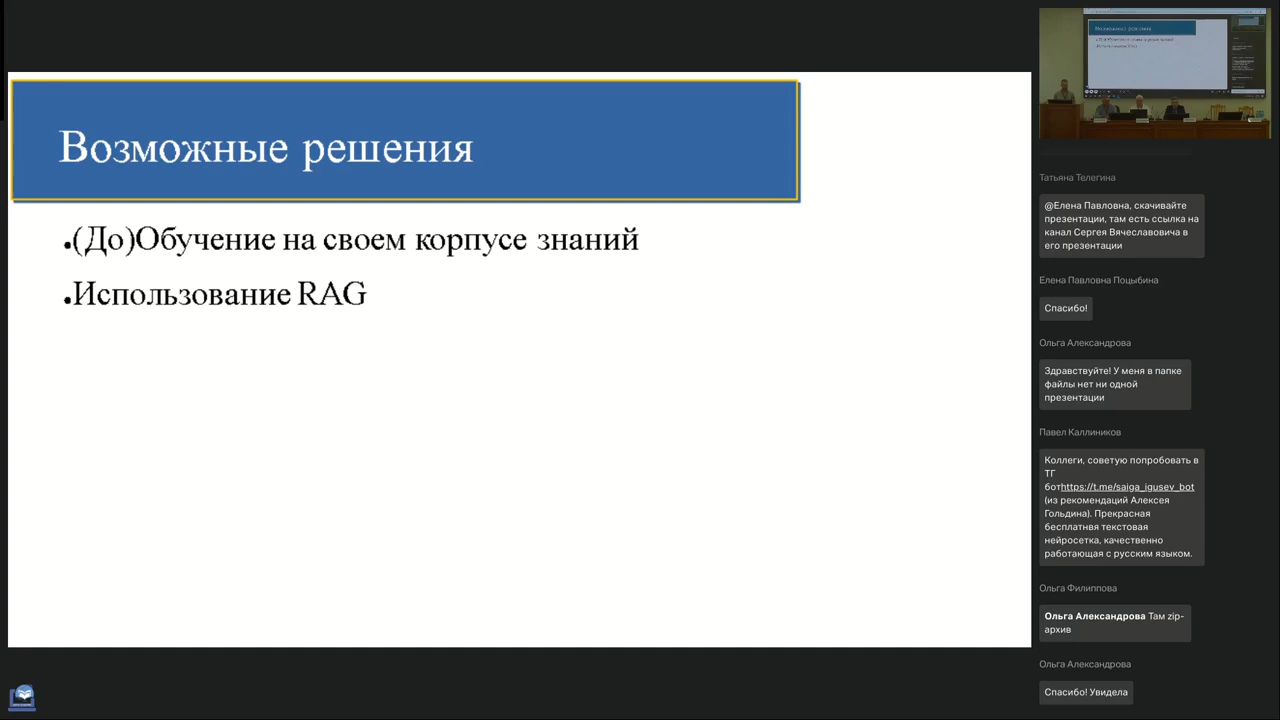 Возможные решения
(До)Обучение на своем корпусе знаний
Использование RAG
Татьяна Телегина
@Елена Павловна, скачивайте
презентации, там есть ссылка на
канал Сергея Вячеславовича в
его презентации
Елена Павловна Поцыбина
Спасибо!
Ольга Александрова
Здравствуйте! У меня в папке
файлы нет ни одной
презентации
Павел Каллиников
Коллеги, советую попробовать в
ТГ
ботhttps://t.me/saiga_igusev_bot
(из рекомендаций Алексея
Гольдина). Прекрасная
бесплатнвя текстовая
нейросетка, качественно
работающая с русским языком.
Ольга Филиппова
Ольга Александрова Там zip-
архив
Ольга Александрова
Спасибо! Увидела